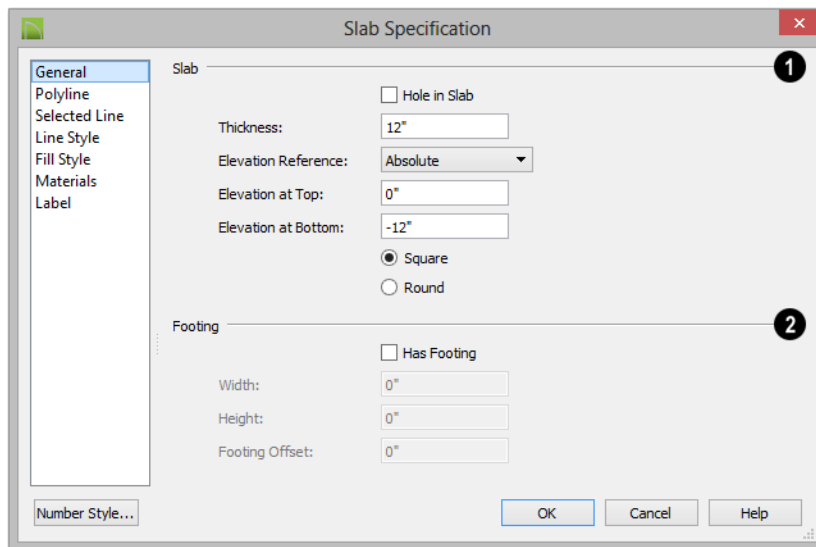 Slab Specification
×
General
Polyline
Selected Line
Line Style
Fill Style
Materials
Label
Slab
1
Hole in Slab
Thickness:
12"
Elevation Reference:
Absolute
Elevation at Top:
0"
Elevation at Bottom:
-12"
Square
Round
Footing
2
Has Footing
Width:
0"
Height:
0"
Footing Offset:
0"
Number Style...
OK
Cancel
Help